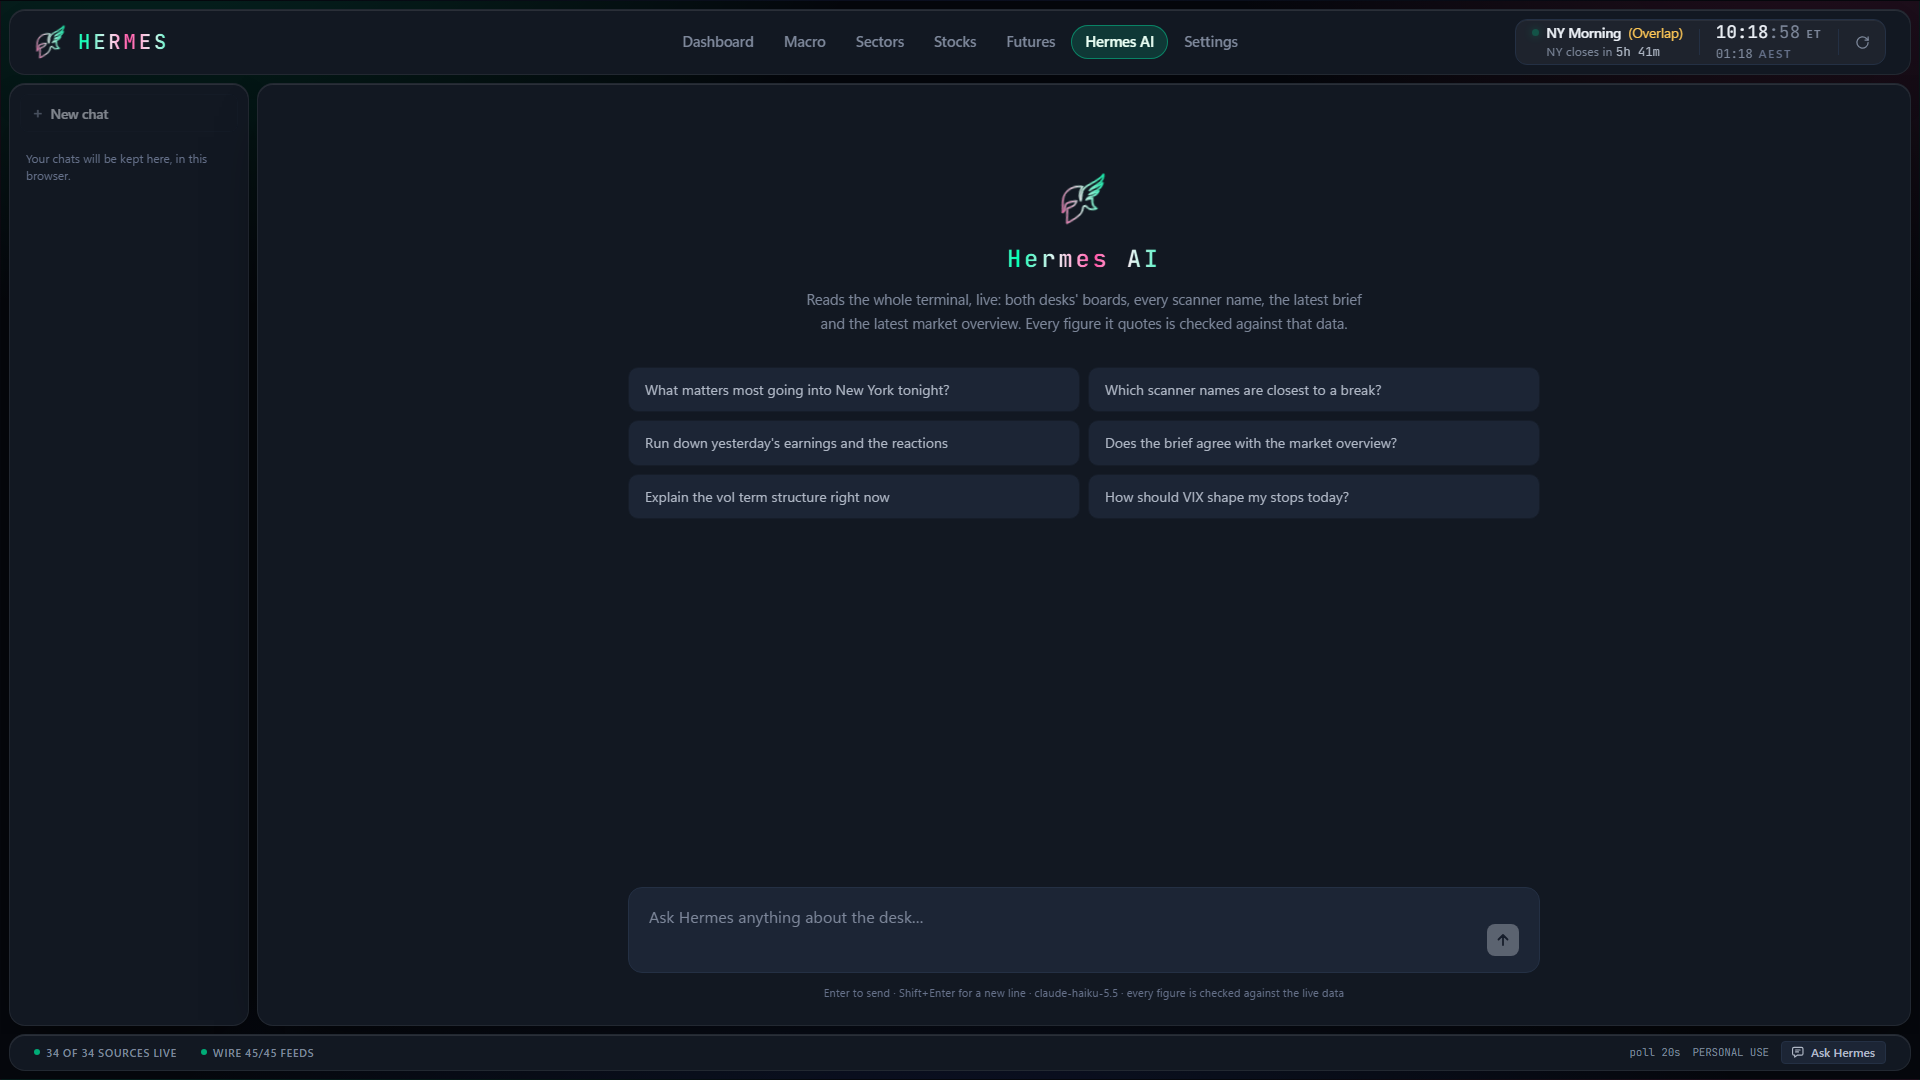 HERMES
Dashboard
Macro
Sectors
Stocks
Futures
Hermes AI
Settings
NY Morning (Overlap)
NY closes in 5h 41m
10:18:58 ET
01:18 AEST
+ New chat
Your chats will be kept here, in this
browser.
Hermes AI
Reads the whole terminal, live: both desks' boards, every scanner name, the latest brief
and the latest market overview. Every figure it quotes is checked against that data.
What matters most going into New York tonight?
Which scanner names are closest to a break?
Run down yesterday's earnings and the reactions
Does the brief agree with the market overview?
Explain the vol term structure right now
How should VIX shape my stops today?
Ask Hermes anything about the desk...
Enter to send · Shift+Enter for a new line · claude-haiku-5.5 · every figure is checked against the live data
34 OF 34 SOURCES LIVE
WIRE 45/45 FEEDS
poll 20s
PERSONAL USE
Ask Hermes